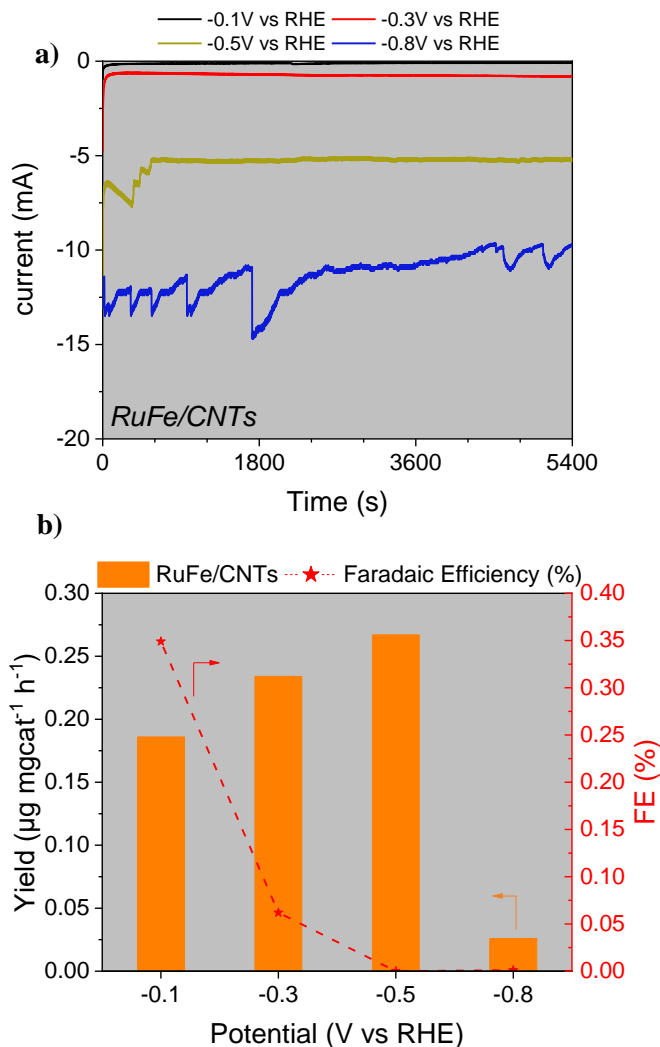 -0.1V vs RHE -0.3V vs RHE
-0.5V vs RHE -0.8V vs RHE
a)
0
-5
-10
-15
-20
current (mA)
RuFe/CNTs
0 1800 3600 5400
Time (s)
b)
RuFe/CNTs Faradaic Efficiency (%)
0.30 0.40
0.25 0.35
0.20 0.30
0.15 0.25
0.10 0.20
0.05 0.15
0.00 0.10
0.05
0.00
Yield (µg mgcat⁻¹ h⁻¹)
FE (%)
-0.1 -0.3 -0.5 -0.8
Potential (V vs RHE)